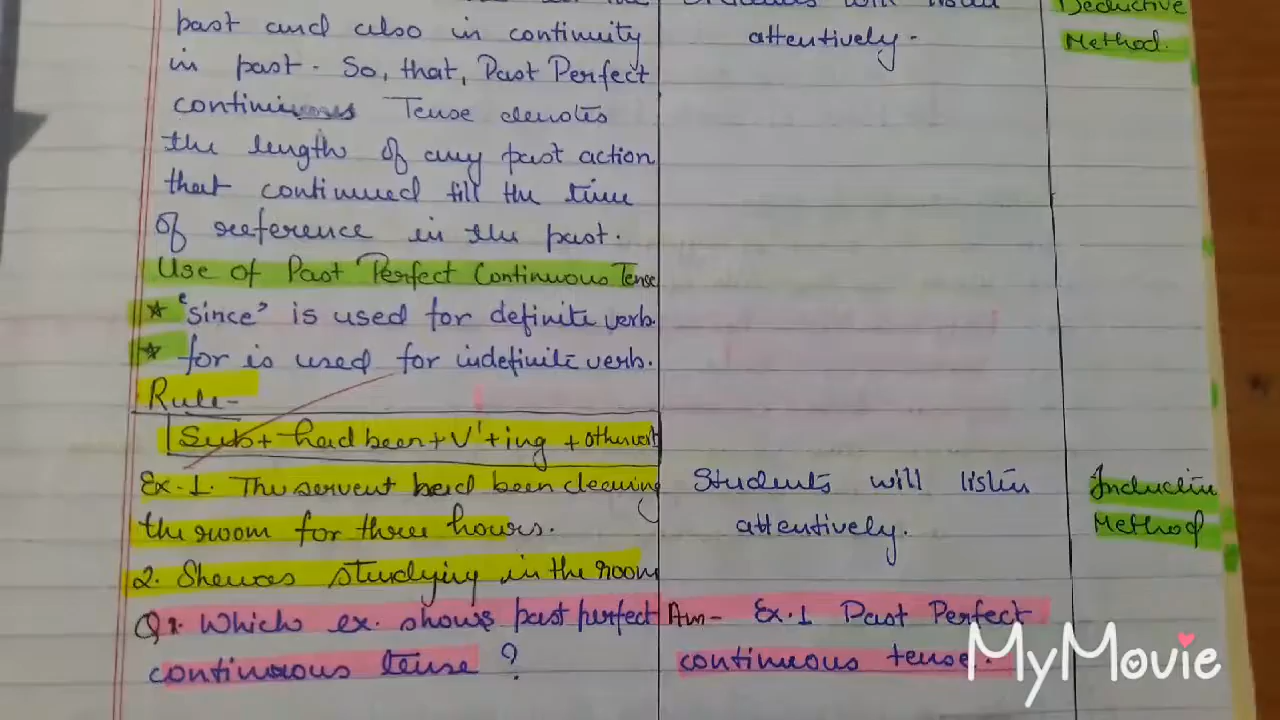 past and also in continuity
in past. So, that, Past Perfect
continuous Tense denotes
the length of any past action
that continued till the time
of reference in the past.
Use of Past Perfect Continuous Tense
* "since" is used for definite verb.
* for is used for indefinite verb.
Rule-
Sub + had been + V¹ + ing + other
Ex-1. The servent had been cleaning
the room for three hours.
2. She was studying in the room
Q1. Which ex. shows past perfect
continuous tense ?
attentively.
Students will listen
attentively.
Ans- Ex.1 Past Perfect
continuous tense.
Deductive
Method.
Inductive
Method
MyMovie